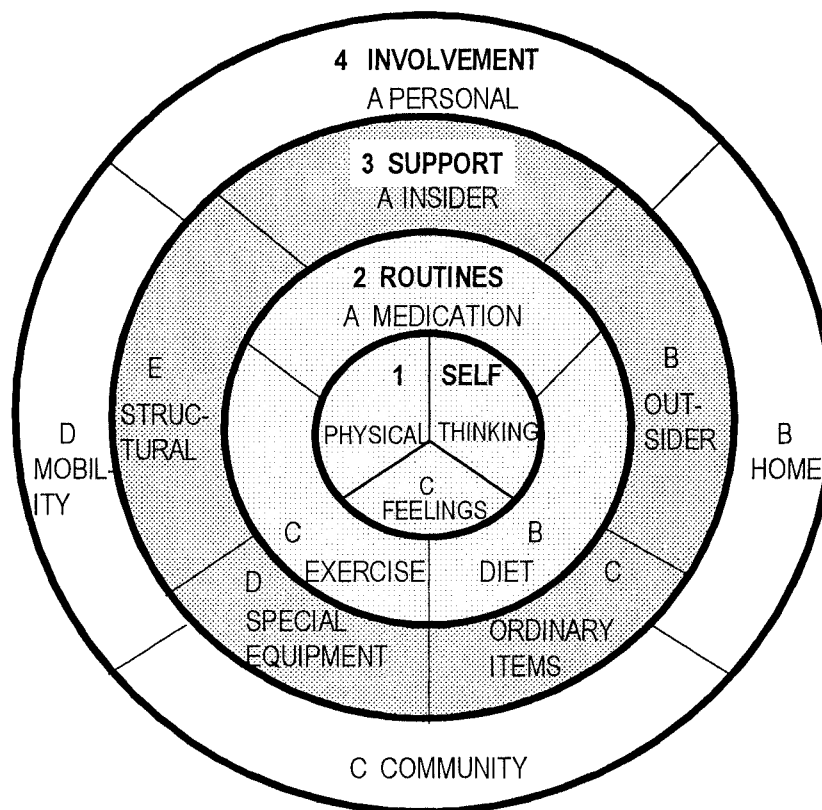 4 INVOLVEMENT
A PERSONAL
3 SUPPORT
A INSIDER
2 ROUTINES
A MEDICATION
1 SELF
PHYSICAL THINKING
C
FEELINGS
B
DIET
C
EXERCISE
B
OUT-
SIDER
C
ORDINARY
ITEMS
D
SPECIAL
EQUIPMENT
E
STRUC-
TURAL
B
HOME
C COMMUNITY
D
MOBIL-
ITY